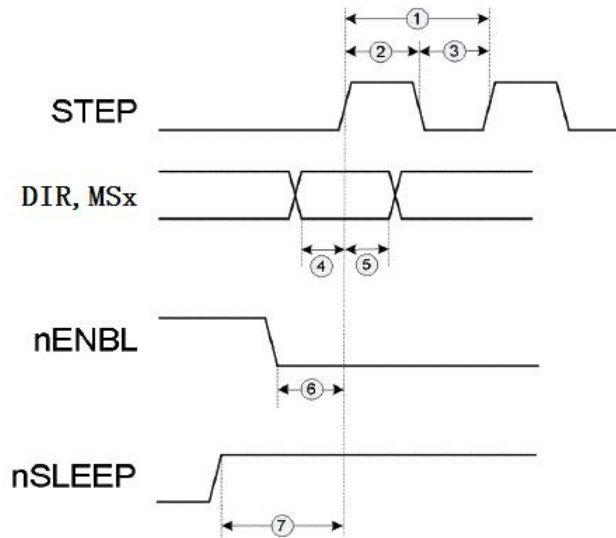 ①
② ③
STEP
DIR, MSx
④ ⑤
nENBL
⑥
nSLEEP
⑦